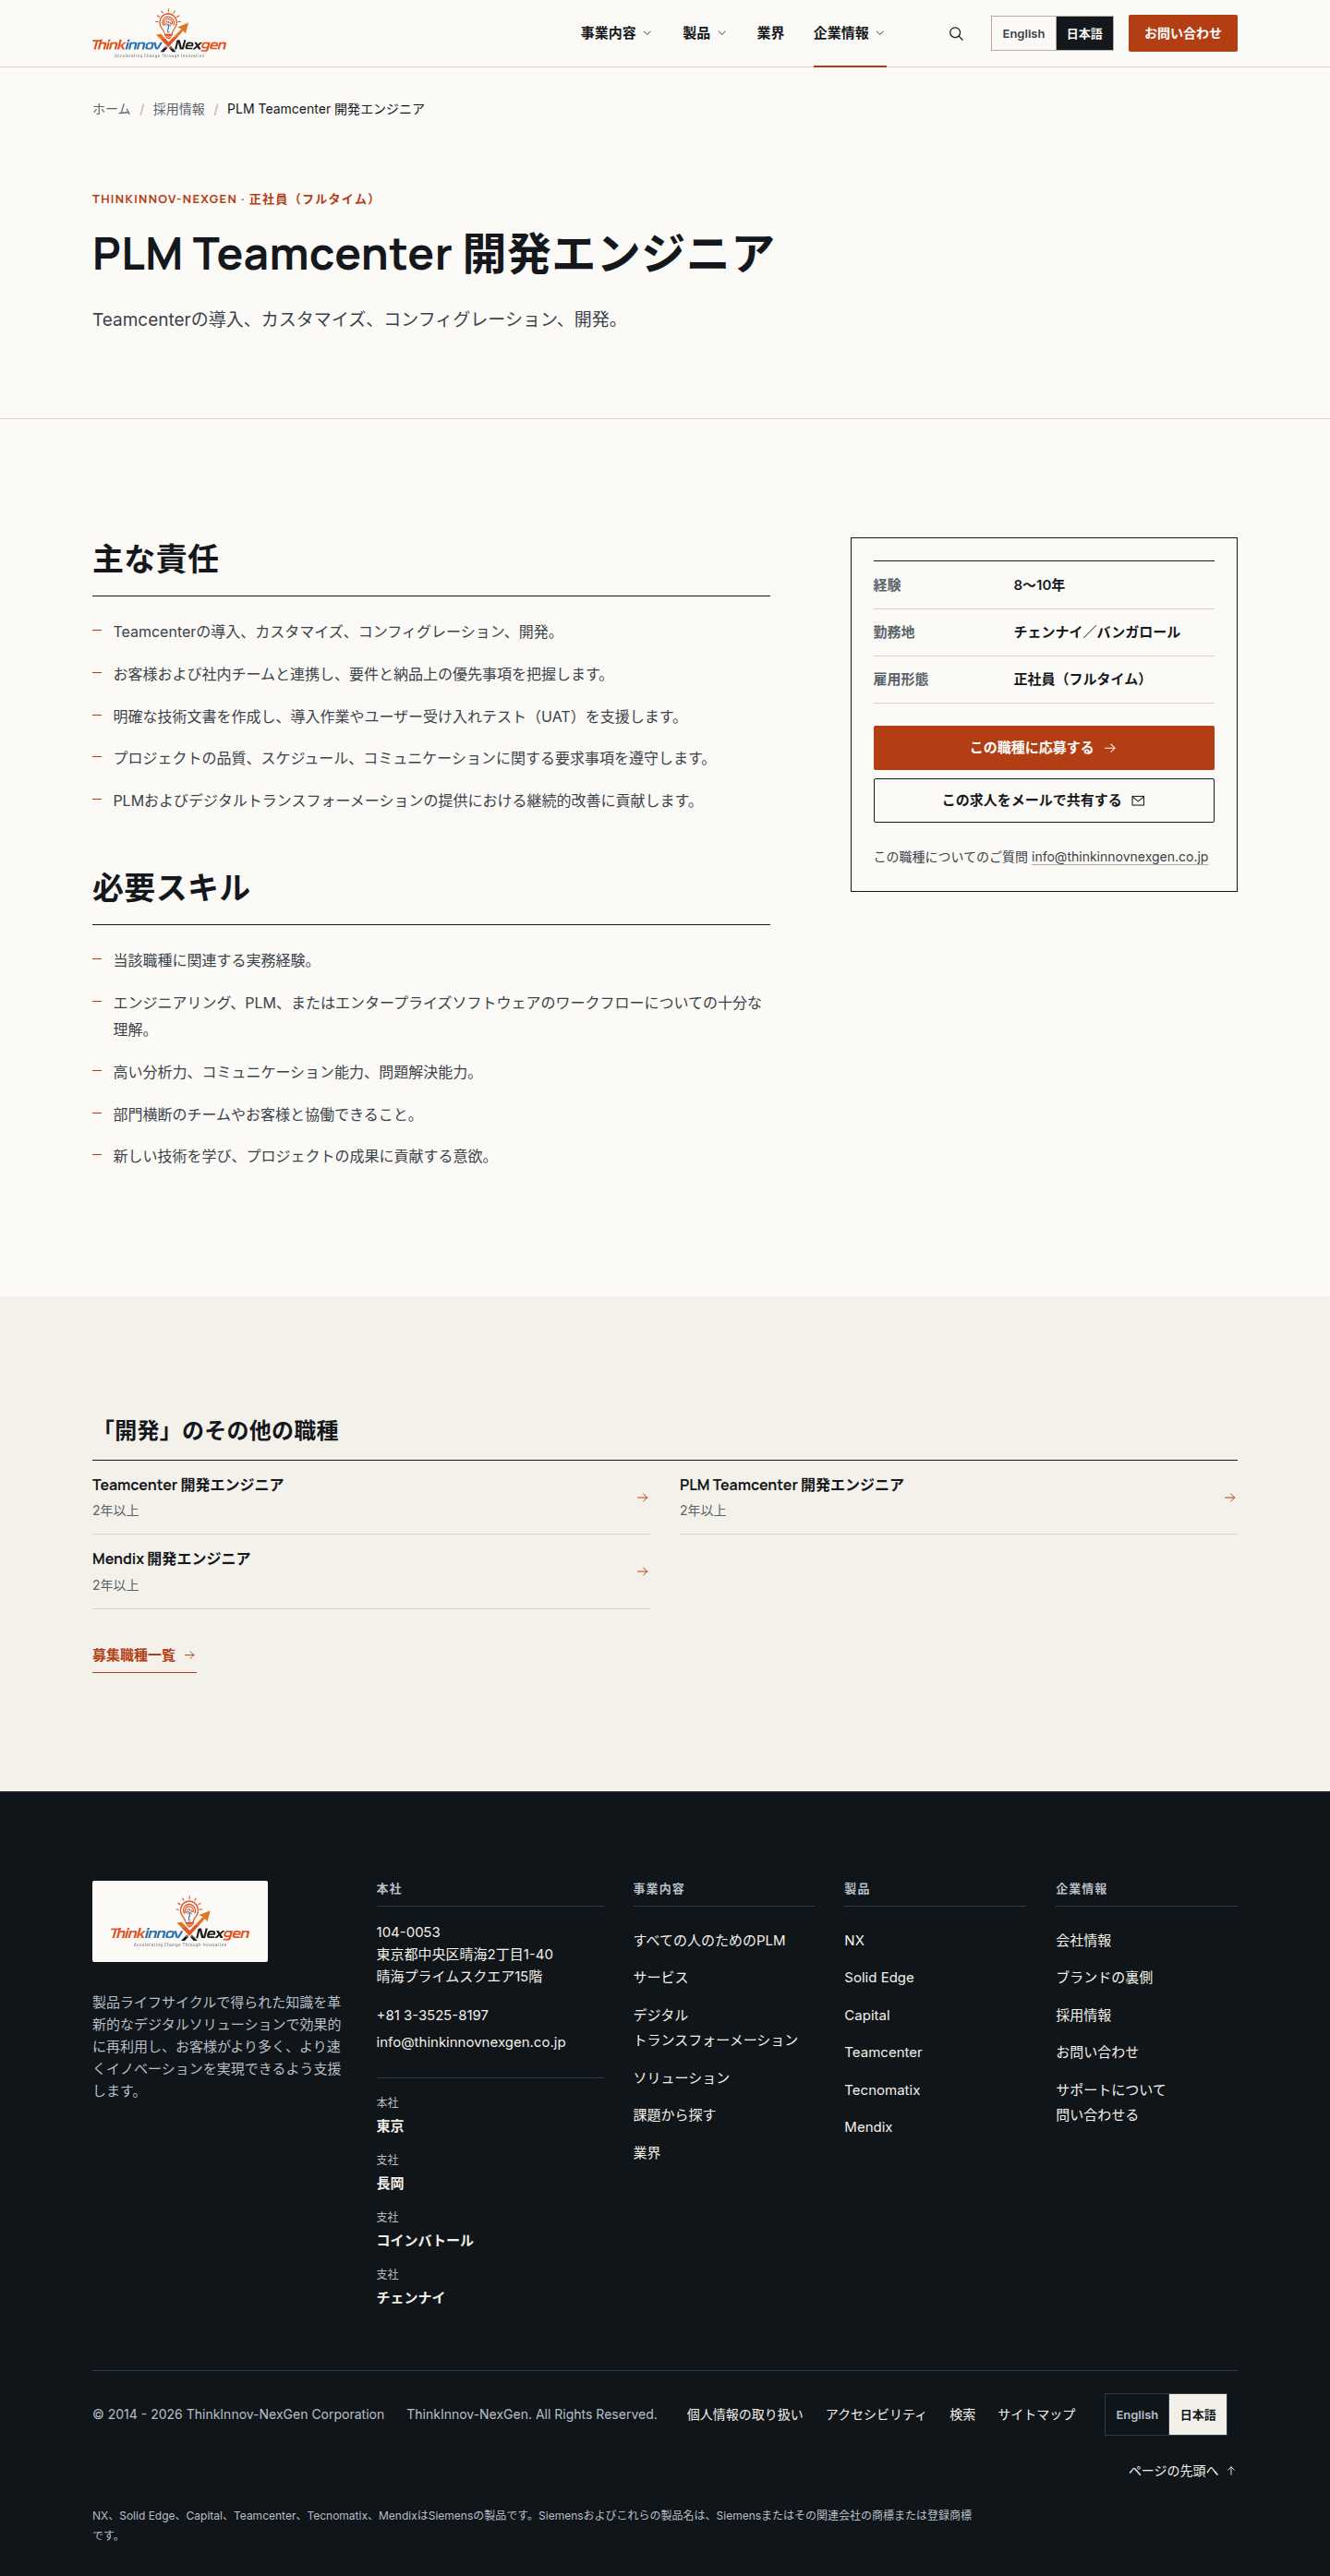 Thinkinnov Nexgen
Accelerating Change Through Innovation
事業内容
製品
業界
企業情報
English
日本語
お問い合わせ
ホーム / 採用情報 / PLM Teamcenter 開発エンジニア
THINKINNOV-NEXGEN · 正社員（フルタイム）
PLM Teamcenter 開発エンジニア
Teamcenterの導入、カスタマイズ、コンフィグレーション、開発。
主な責任
Teamcenterの導入、カスタマイズ、コンフィグレーション、開発。
お客様および社内チームと連携し、要件と納品上の優先事項を把握します。
明確な技術文書を作成し、導入作業やユーザー受け入れテスト（UAT）を支援します。
プロジェクトの品質、スケジュール、コミュニケーションに関する要求事項を遵守します。
PLMおよびデジタルトランスフォーメーションの提供における継続的改善に貢献します。
必要スキル
当該職種に関連する実務経験。
エンジニアリング、PLM、またはエンタープライズソフトウェアのワークフローについての十分な
理解。
高い分析力、コミュニケーション能力、問題解決能力。
部門横断のチームやお客様と協働できること。
新しい技術を学び、プロジェクトの成果に貢献する意欲。
経験 8〜10年
勤務地 チェンナイ／バンガロール
雇用形態 正社員（フルタイム）
この職種に応募する →
この求人をメールで共有する
この職種についてのご質問 info@thinkinnovnexgen.co.jp
「開発」のその他の職種
Teamcenter 開発エンジニア
2年以上
→
PLM Teamcenter 開発エンジニア
2年以上
→
Mendix 開発エンジニア
2年以上
→
募集職種一覧 →
Thinkinnov Nexgen
Accelerating Change Through Innovation
製品ライフサイクルで得られた知識を革
新的なデジタルソリューションで効果的
に再利用し、お客様がより多く、より速
くイノベーションを実現できるよう支援
します。
本社
104-0053
東京都中央区晴海2丁目1-40
晴海プライムスクエア15階
+81 3-3525-8197
info@thinkinnovnexgen.co.jp
本社
東京
支社
長岡
支社
コインバトール
支社
チェンナイ
事業内容
すべての人のためのPLM
サービス
デジタル
トランスフォーメーション
ソリューション
課題から探す
業界
製品
NX
Solid Edge
Capital
Teamcenter
Tecnomatix
Mendix
企業情報
会社情報
ブランドの裏側
採用情報
お問い合わせ
サポートについて
問い合わせる
© 2014 - 2026 ThinkInnov-NexGen Corporation
ThinkInnov-NexGen. All Rights Reserved.
個人情報の取り扱い
アクセシビリティ
検索
サイトマップ
English
日本語
ページの先頭へ ↑
NX、Solid Edge、Capital、Teamcenter、Tecnomatix、MendixはSiemensの製品です。Siemensおよびこれらの製品名は、Siemensまたはその関連会社の商標または登録商標
です。